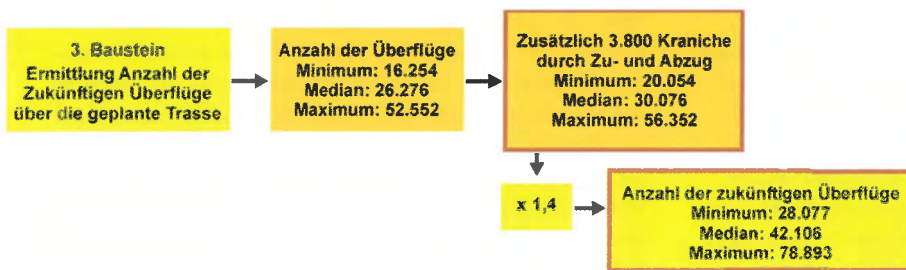 3. Baustein
Ermittlung Anzahl der
Zukünftigen Überflüge
über die geplante Trasse
Anzahl der Überflüge
Minimum: 16.254
Median: 26.276
Maximum: 52.552
Zusätzlich 3.800 Kraniche
durch Zu- und Abzug
Minimum: 20.054
Median: 30.076
Maximum: 56.352
x 1,4
Anzahl der zukünftigen Überflüge
Minimum: 28.077
Median: 42.106
Maximum: 78.893